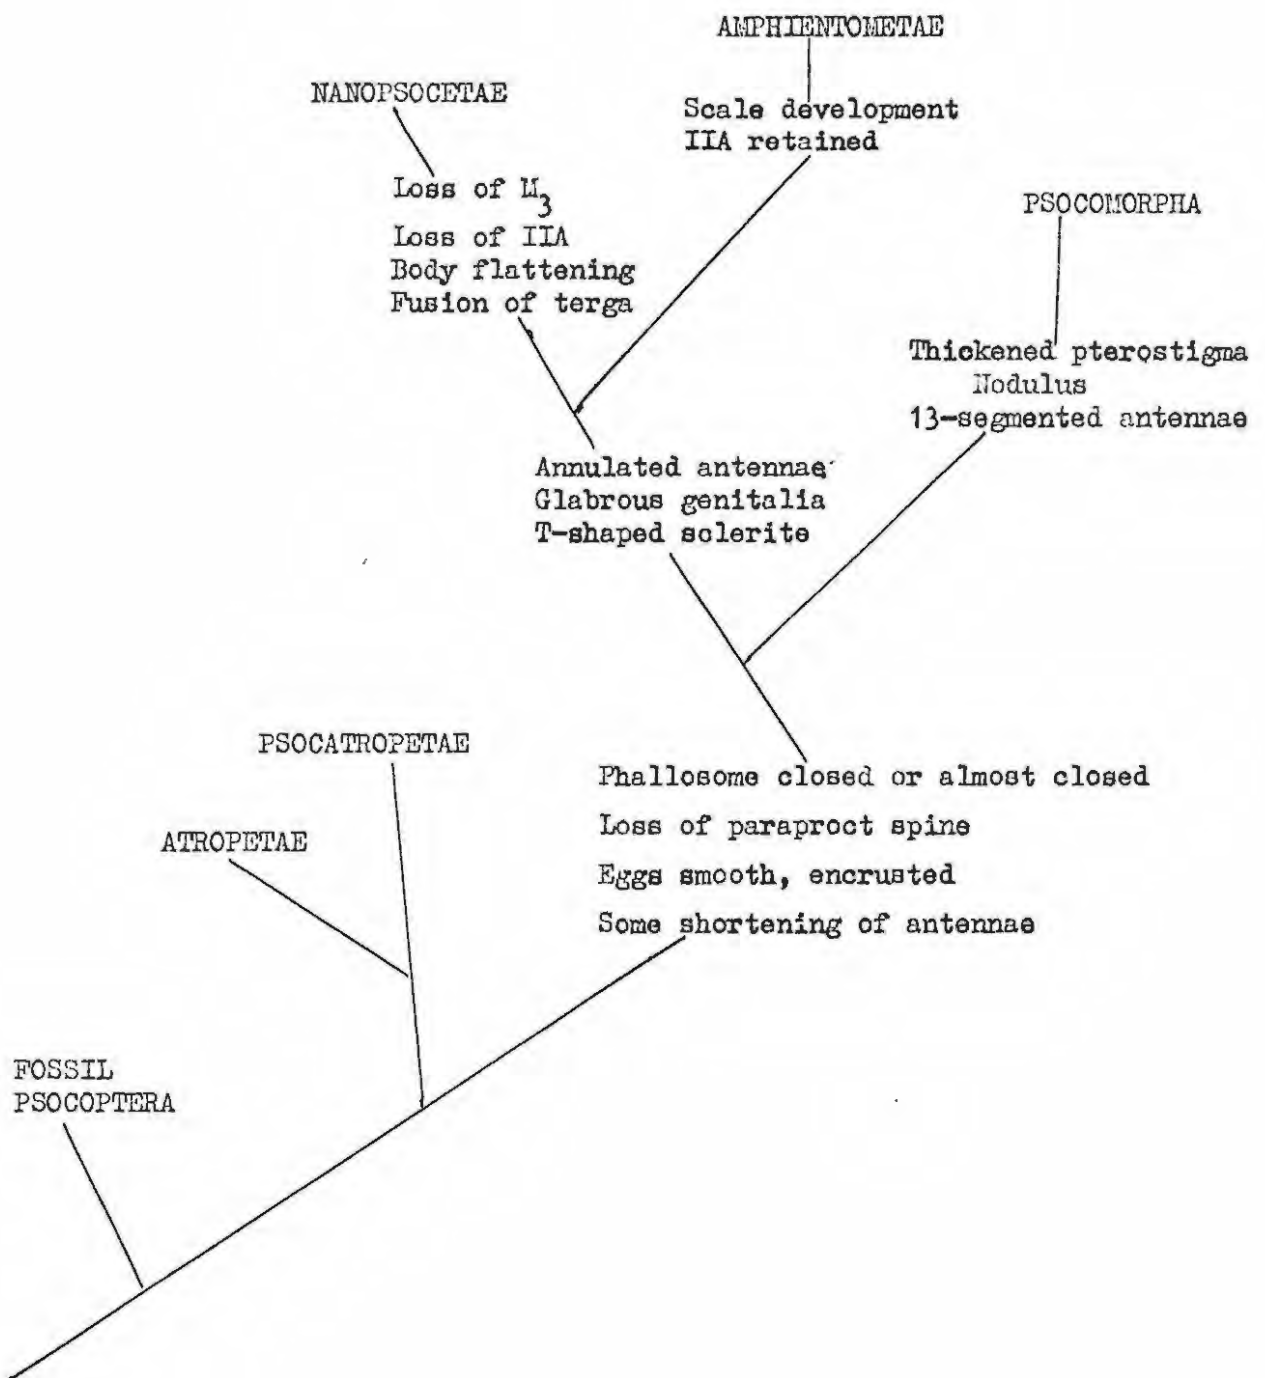 AMPHIENTOMETAE
NANOPSOCETAE
Scale development
IIA retained
Loss of M3
Loss of IIA
Body flattening
Fusion of terga
PSOCOMORPHA
Thickened pterostigma
Nodulus
13-segmented antennae
Annulated antennae
Glabrous genitalia
T-shaped sclerite
PSOCATROPETAE
ATROPETAE
Phallosome closed or almost closed
Loss of paraproct spine
Eggs smooth, encrusted
Some shortening of antennae
FOSSIL
PSOCOPTERA